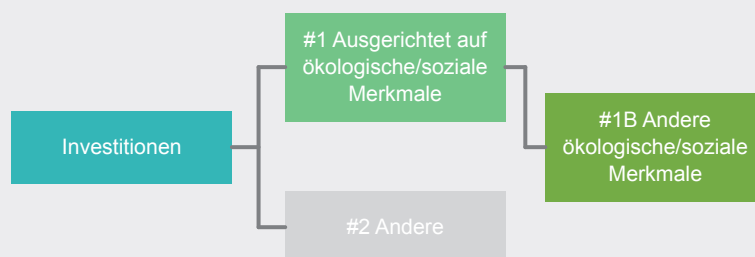 #1 Ausgerichtet auf
ökologische/soziale
Merkmale
Investitionen
#1B Andere
ökologische/soziale
Merkmale
#2 Andere